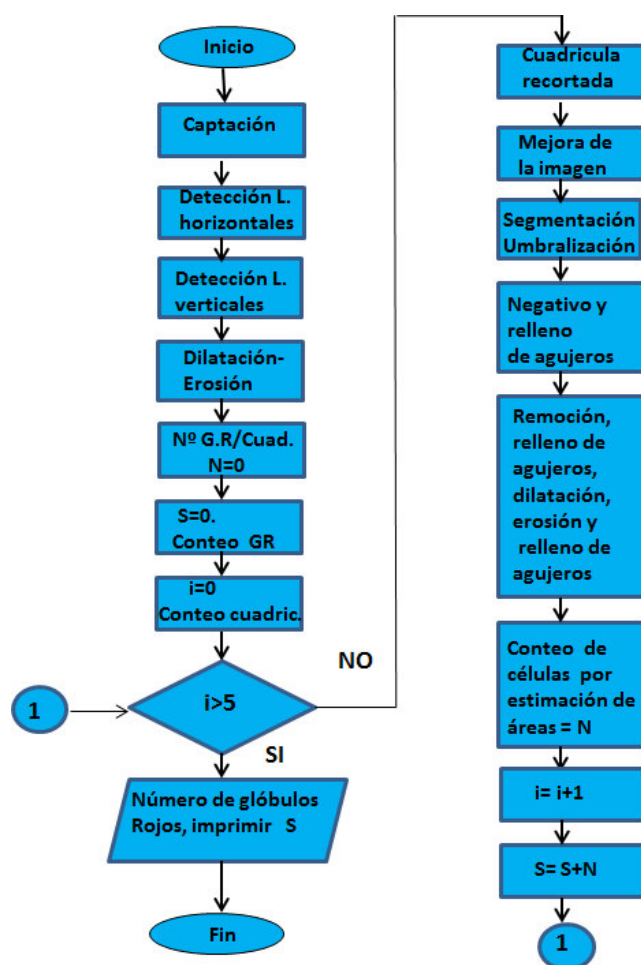 Inicio
Captación
Detección L.
horizontales
Detección L.
verticales
Dilatación-
Erosión
Nº G.R/Cuad.
N=0
S=0.
Conteo GR
i=0
Conteo cuadric.
i>5
NO
SI
1
Número de glóbulos
Rojos, imprimir S
Fin
Cuadricula
recortada
Mejora de
la imagen
Segmentación
Umbralización
Negativo y
relleno
de agujeros
Remoción,
relleno de
agujeros,
dilatación,
erosión y
relleno de
agujeros
Conteo de
células por
estimación de
áreas = N
i= i+1
S= S+N
1